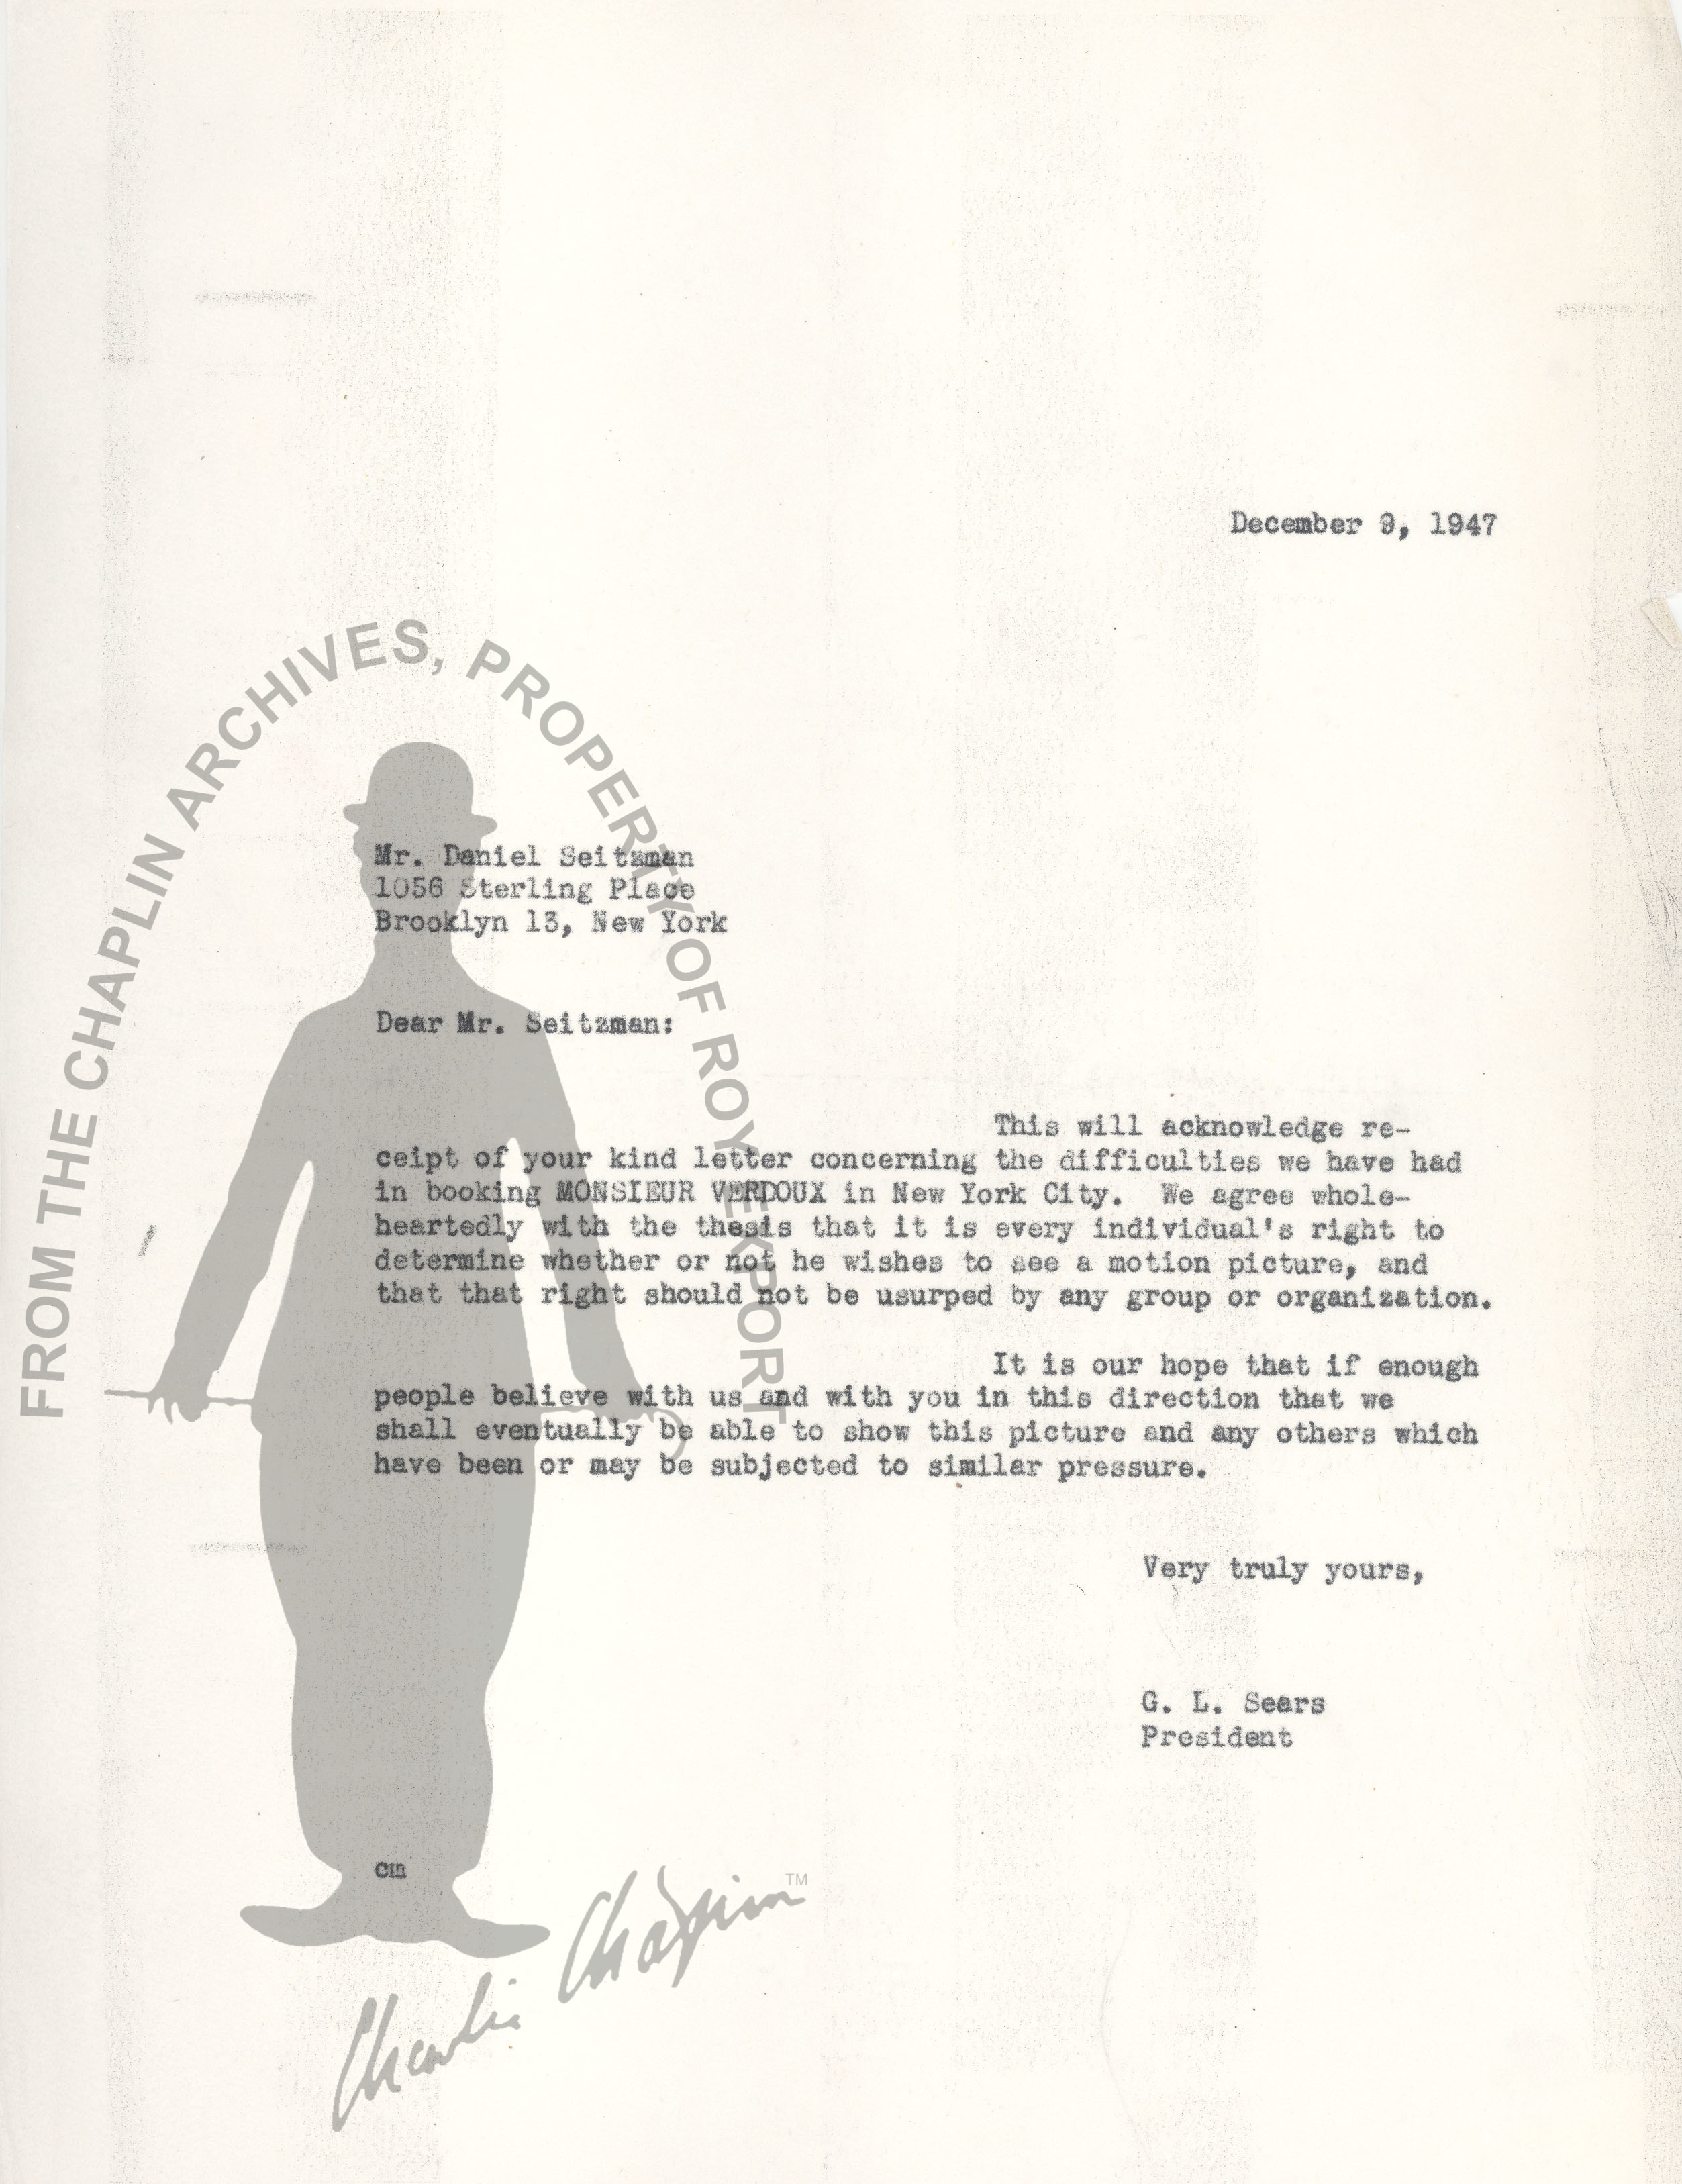 December 9, 1947
FROM THE CHAPLIN ARCHIVES, PROPERTY OF ROY EXPORT
Mr. Daniel Seitzman
1056 Sterling Place
Brooklyn 13, New York
Dear Mr. Seitzman:
This will acknowledge re-
ceipt of your kind letter concerning the difficulties we have had
in booking MONSIEUR VERDOUX in New York City. We agree whole-
heartedly with the thesis that it is every individual's right to
determine whether or not he wishes to see a motion picture, and
that that right should not be usurped by any group or organization.
It is our hope that if enough
people believe with us and with you in this direction that we
shall eventually be able to show this picture and any others which
have been or may be subjected to similar pressure.
Very truly yours,
G. L. Sears
President
cm
Charlie Chaplin TM